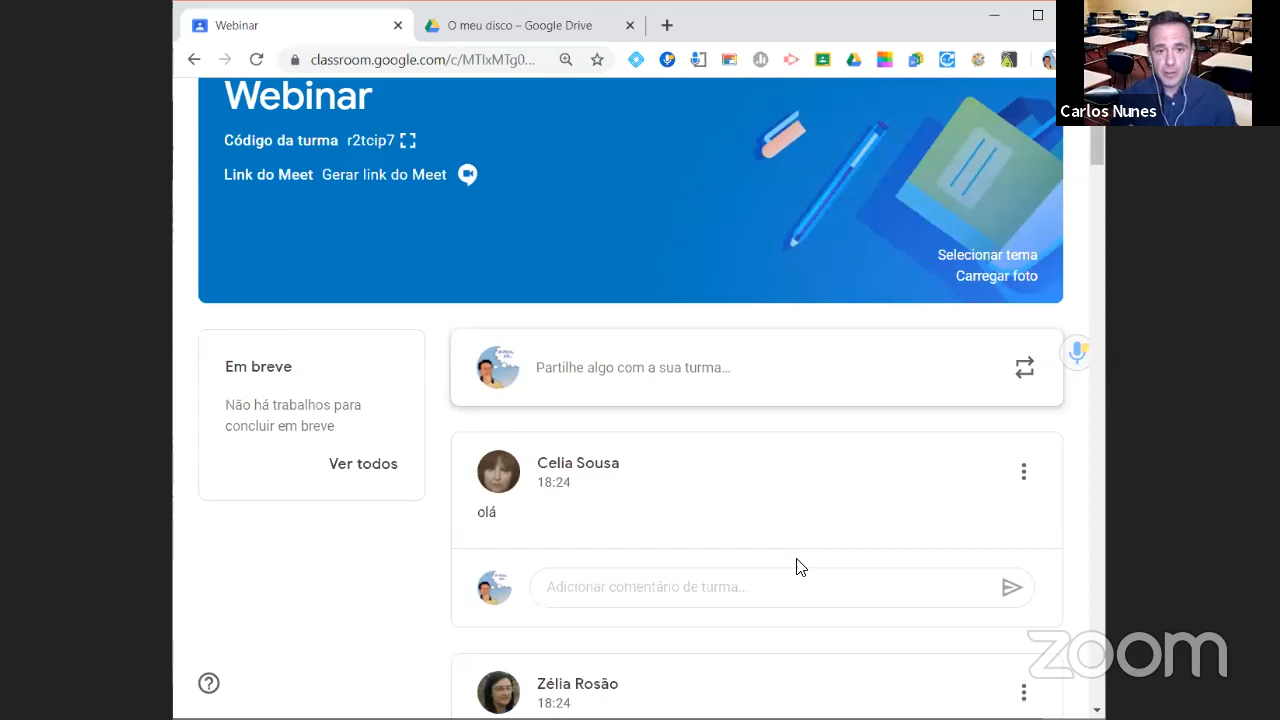 Webinar
O meu disco – Google Drive
classroom.google.com/c/NTIxMTg0...
Carlos Nunes
Webinar
Código da turma r2tcip7
Link do Meet Gerar link do Meet
Selecionar tema
Carregar foto
Em breve
Não há trabalhos para
concluir em breve
Ver todos
Partilhe algo com a sua turma...
Celia Sousa
18:24
olá
Adicionar comentário de turma...
Zélia Rosão
18:24
zoom